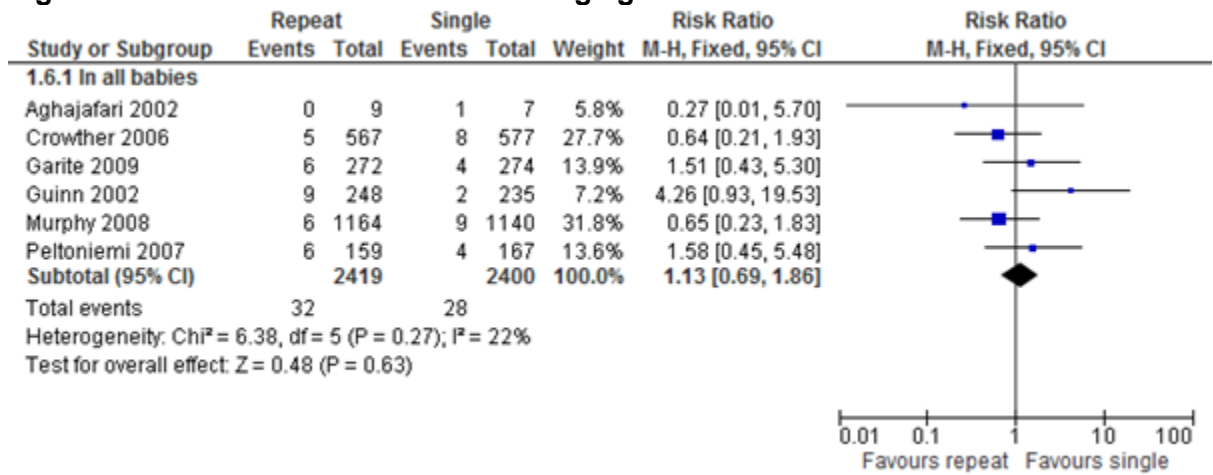 Repeat Single Risk Ratio Risk Ratio
Study or Subgroup Events Total Events Total Weight M-H, Fixed, 95% CI M-H, Fixed, 95% CI
1.6.1 In all babies
Aghajafari 2002 0 9 1 7 5.8% 0.27 [0.01, 5.70]
Crowther 2006 5 567 8 577 27.7% 0.64 [0.21, 1.93]
Garite 2009 6 272 4 274 13.9% 1.51 [0.43, 5.30]
Guinn 2002 9 248 2 235 7.2% 4.26 [0.93, 19.53]
Murphy 2008 6 1164 9 1140 31.8% 0.65 [0.23, 1.83]
Peltoniemi 2007 6 159 4 167 13.6% 1.58 [0.45, 5.48]
Subtotal (95% CI) 2419 2400 100.0% 1.13 [0.69, 1.86]
Total events 32 28
Heterogeneity: Chi² = 6.38, df = 5 (P = 0.27); I² = 22%
Test for overall effect: Z = 0.48 (P = 0.63)
0.01 0.1 1 10 100
Favours repeat Favours single